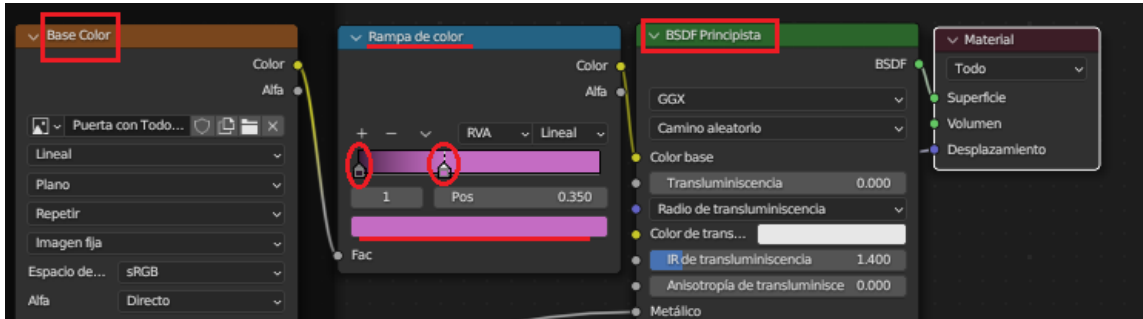 Base Color
Color
Alfa
Puerta con Todo...
Lineal
Plano
Repetir
Imagen fija
Espacio de... sRGB
Alfa Directo
Rampa de color
Color
Alfa
+ − RVA Lineal
1 Pos 0.350
Fac
BSDF Principista
BSDF
GGX
Camino aleatorio
Color base
Transluminiscencia 0.000
Radio de transluminiscencia
Color de trans...
IR de transluminiscencia 1.400
Anisotropía de transluminisce 0.000
Metálico
Material
Todo
Superficie
Volumen
Desplazamiento